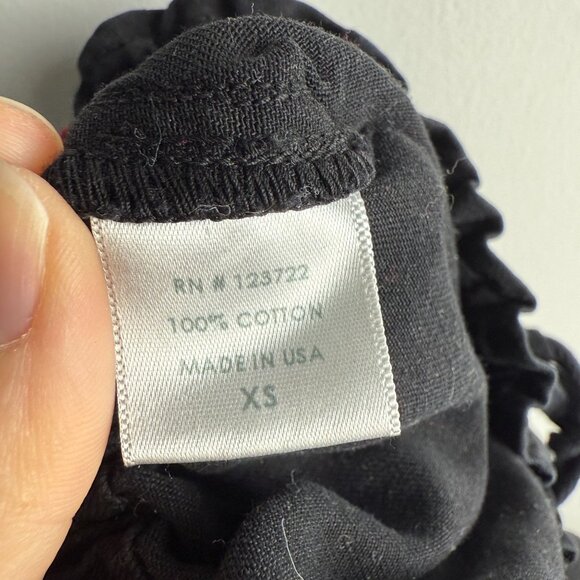 RN # 123722
100% COTTON
MADE IN USA
XS